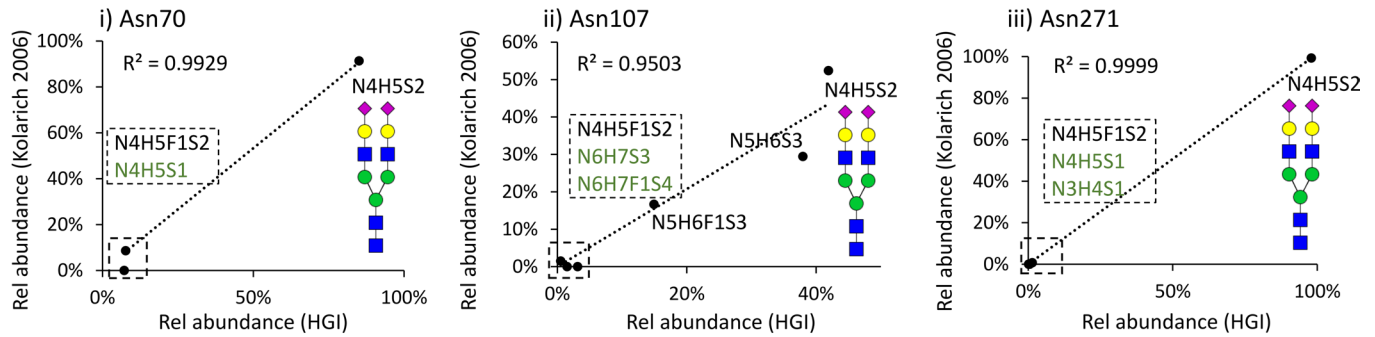 i) Asn70
Rel abundance (Kolarich 2006)
100%
80%
60%
40%
20%
0%
R² = 0.9929
N4H5S2
N4H5F1S2
N4H5S1
0%
50%
100%
Rel abundance (HGI)
ii) Asn107
Rel abundance (Kolarich 2006)
60%
50%
40%
30%
20%
10%
0%
R² = 0.9503
N4H5S2
N5H6S3
N4H5F1S2
N6H7S3
N6H7F1S4
N5H6F1S3
0%
20%
40%
Rel abundance (HGI)
iii) Asn271
Rel abundance (Kolarich 2006)
100%
80%
60%
40%
20%
0%
R² = 0.9999
N4H5S2
N4H5F1S2
N4H5S1
N3H4S1
0%
50%
100%
Rel abundance (HGI)